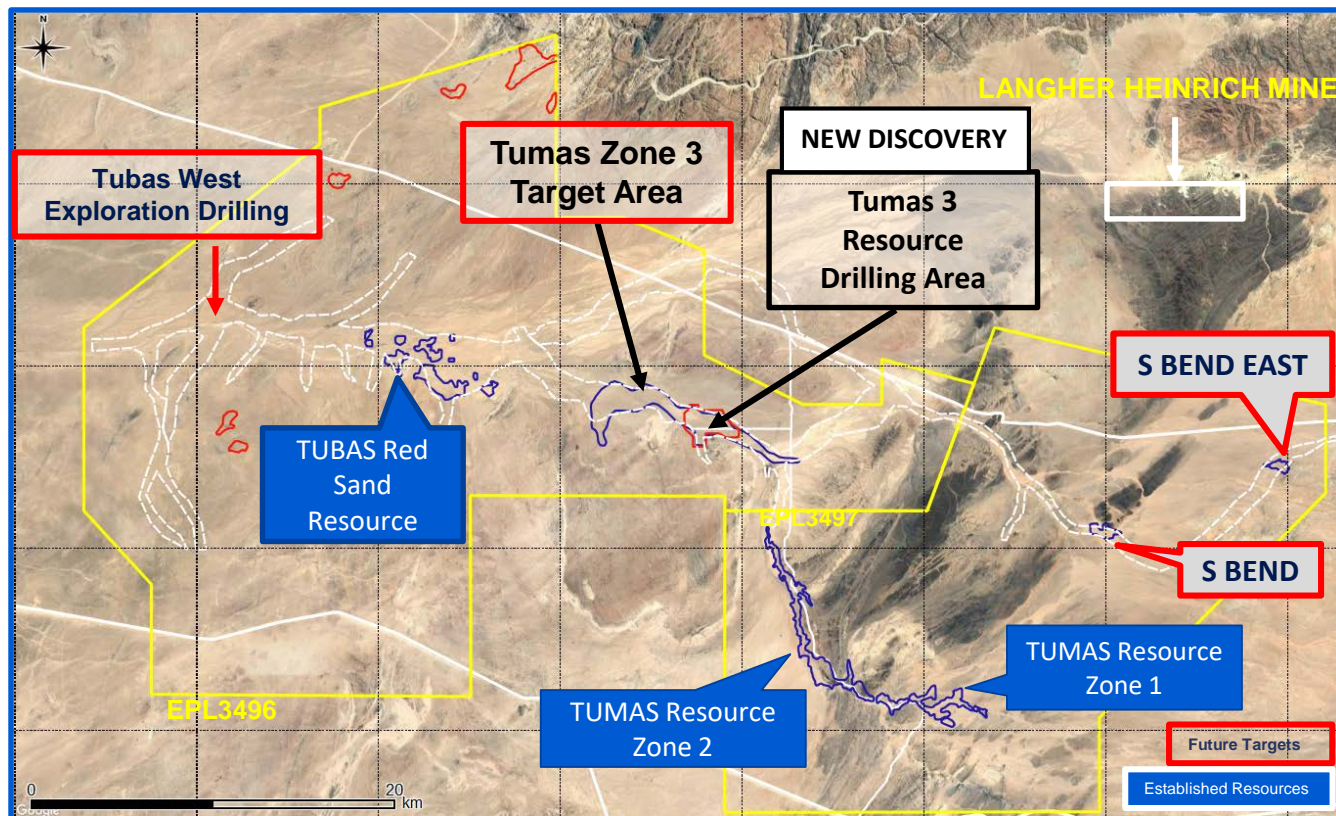 N
LANGHER HEINRICH MINE
NEW DISCOVERY
Tumas Zone 3
Target Area
Tubas West
Exploration Drilling
Tumas 3
Resource
Drilling Area
S BEND EAST
TUBAS Red
Sand
Resource
EPL3497
S BEND
TUMAS Resource
Zone 1
TUMAS Resource
Zone 2
EPL3496
Future Targets
Established Resources
0
20
km
Google